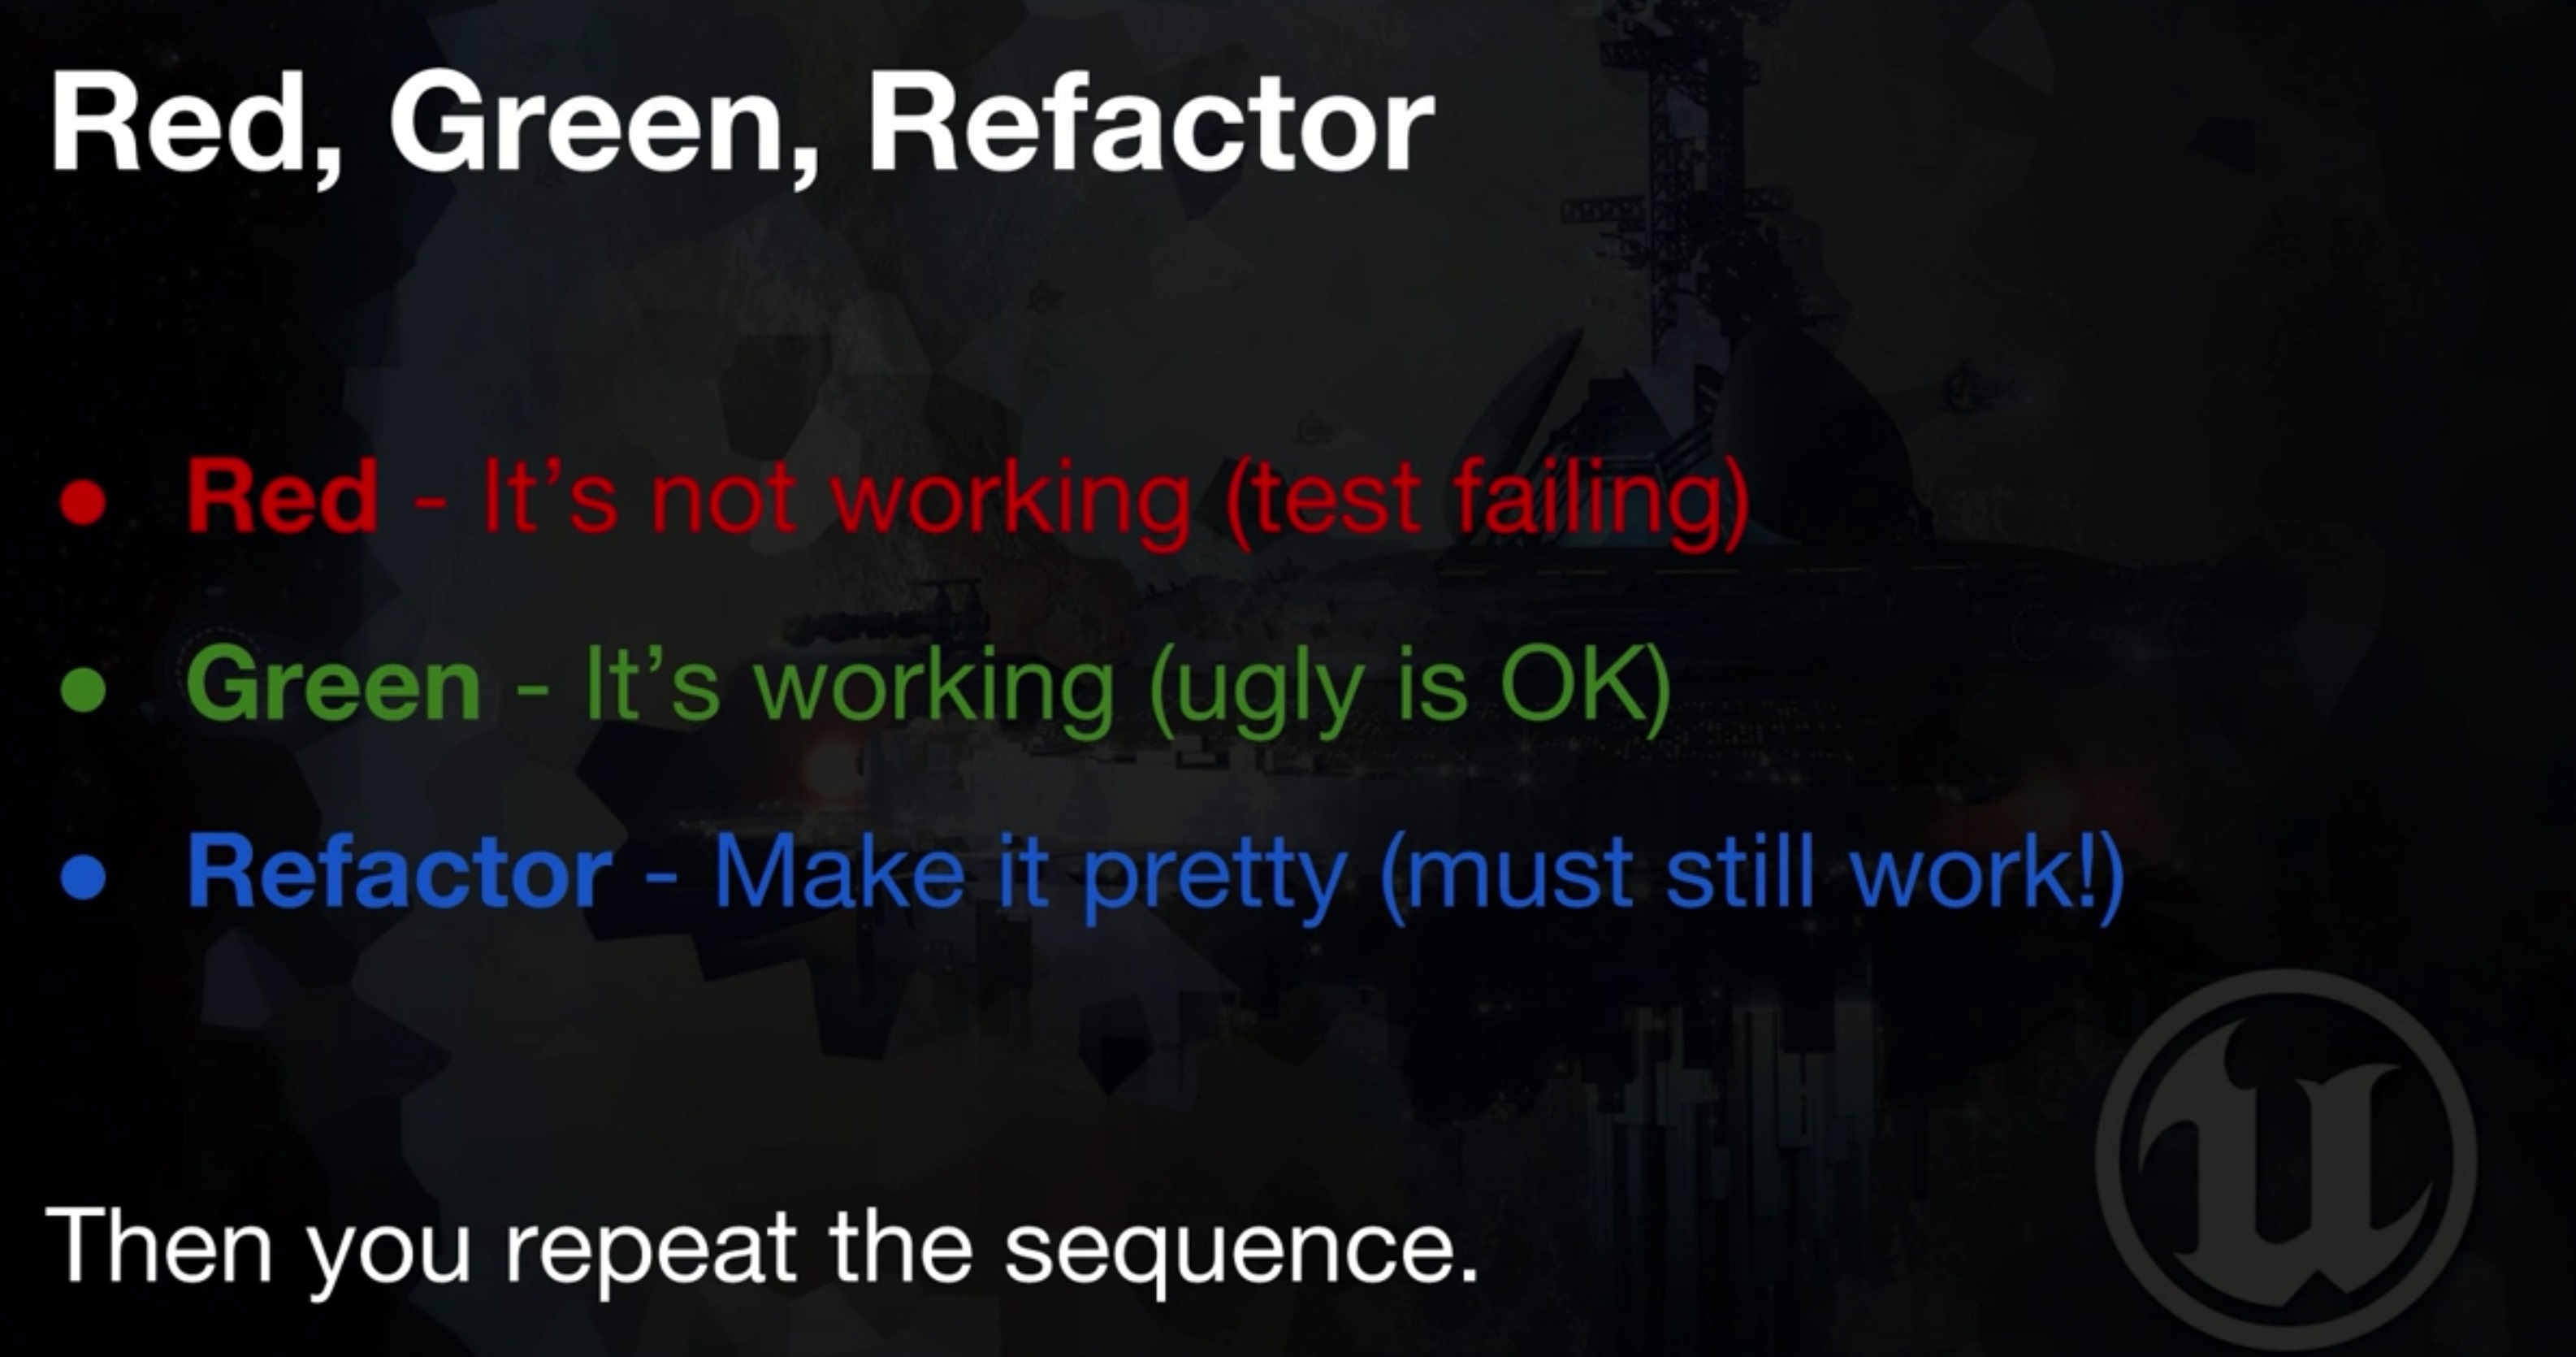 Red, Green, Refactor
● Red - It’s not working (test failing)
● Green - It’s working (ugly is OK)
● Refactor - Make it pretty (must still work!)
Then you repeat the sequence.